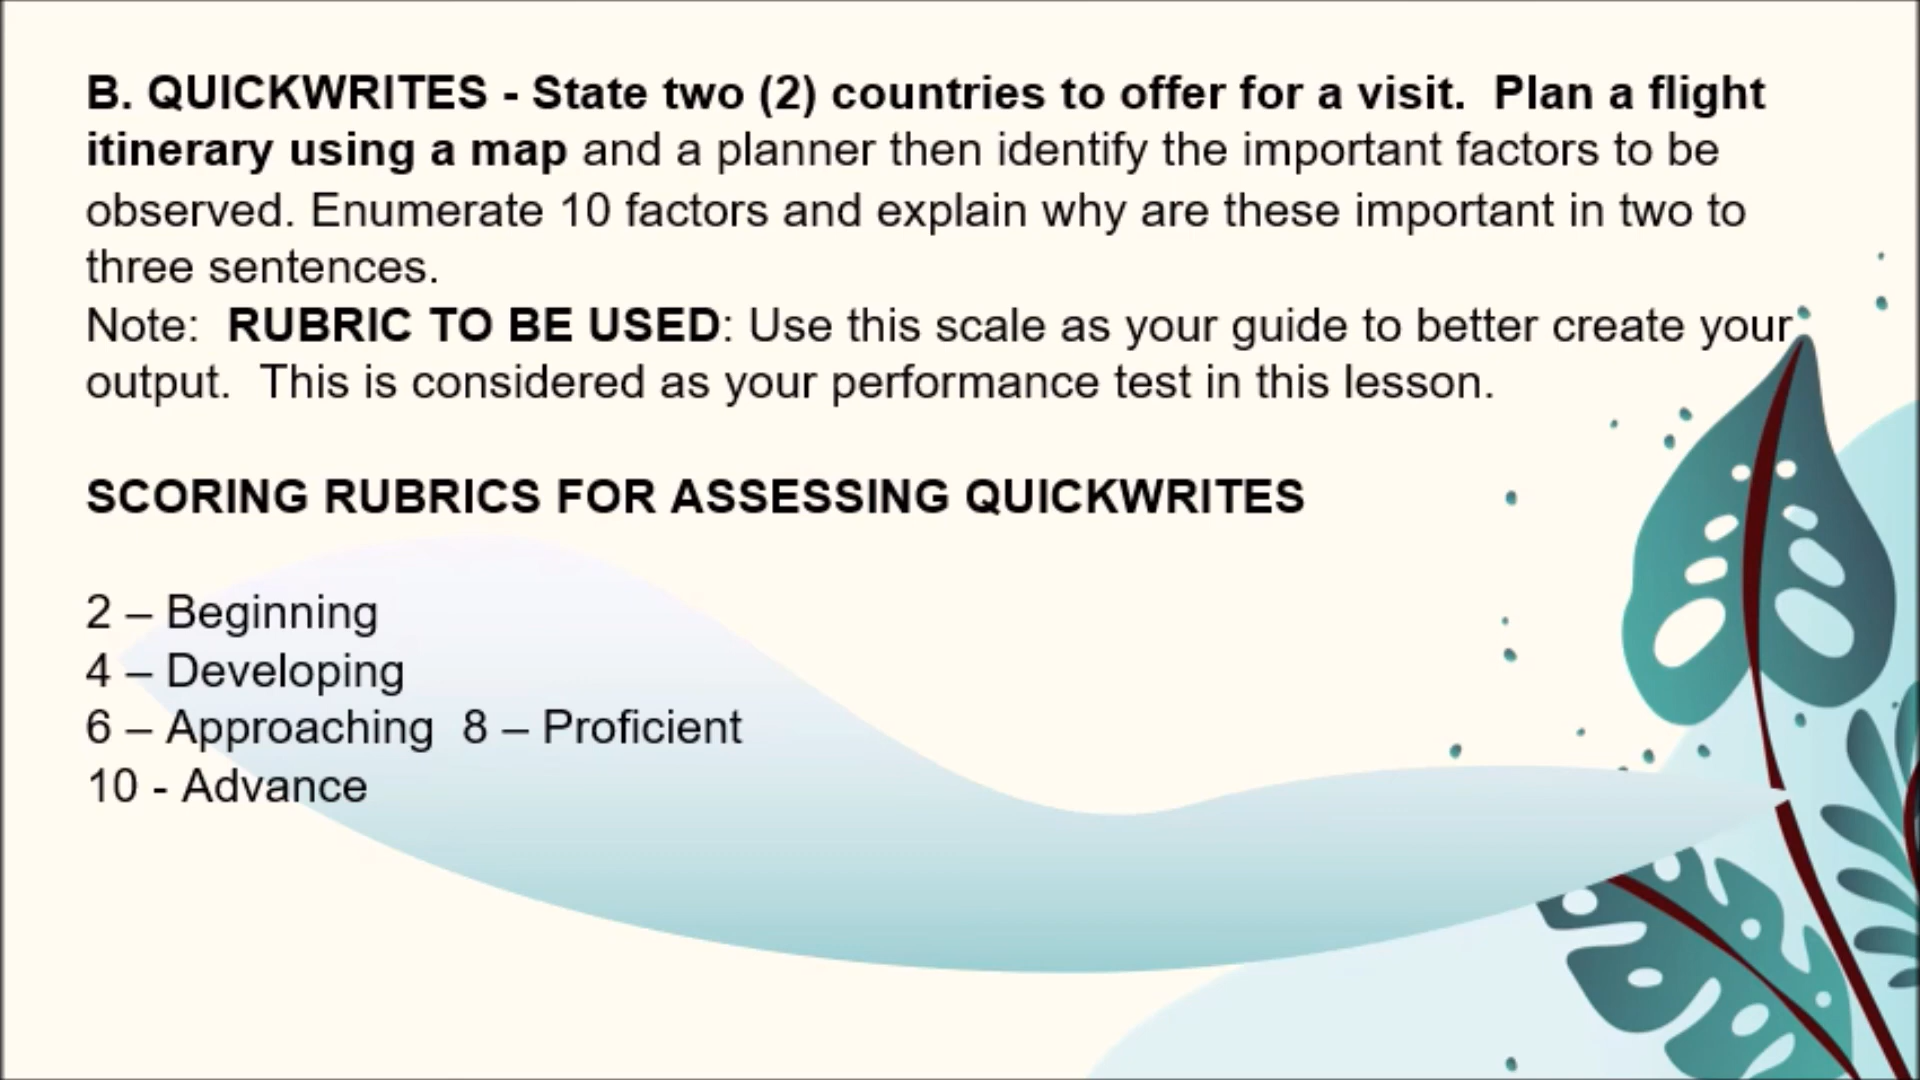 B. QUICKWRITES - State two (2) countries to offer for a visit.  Plan a flight
itinerary using a map and a planner then identify the important factors to be
observed. Enumerate 10 factors and explain why are these important in two to
three sentences.
Note:  RUBRIC TO BE USED: Use this scale as your guide to better create your
output.  This is considered as your performance test in this lesson.
SCORING RUBRICS FOR ASSESSING QUICKWRITES
2 – Beginning
4 – Developing
6 – Approaching  8 – Proficient
10 - Advance